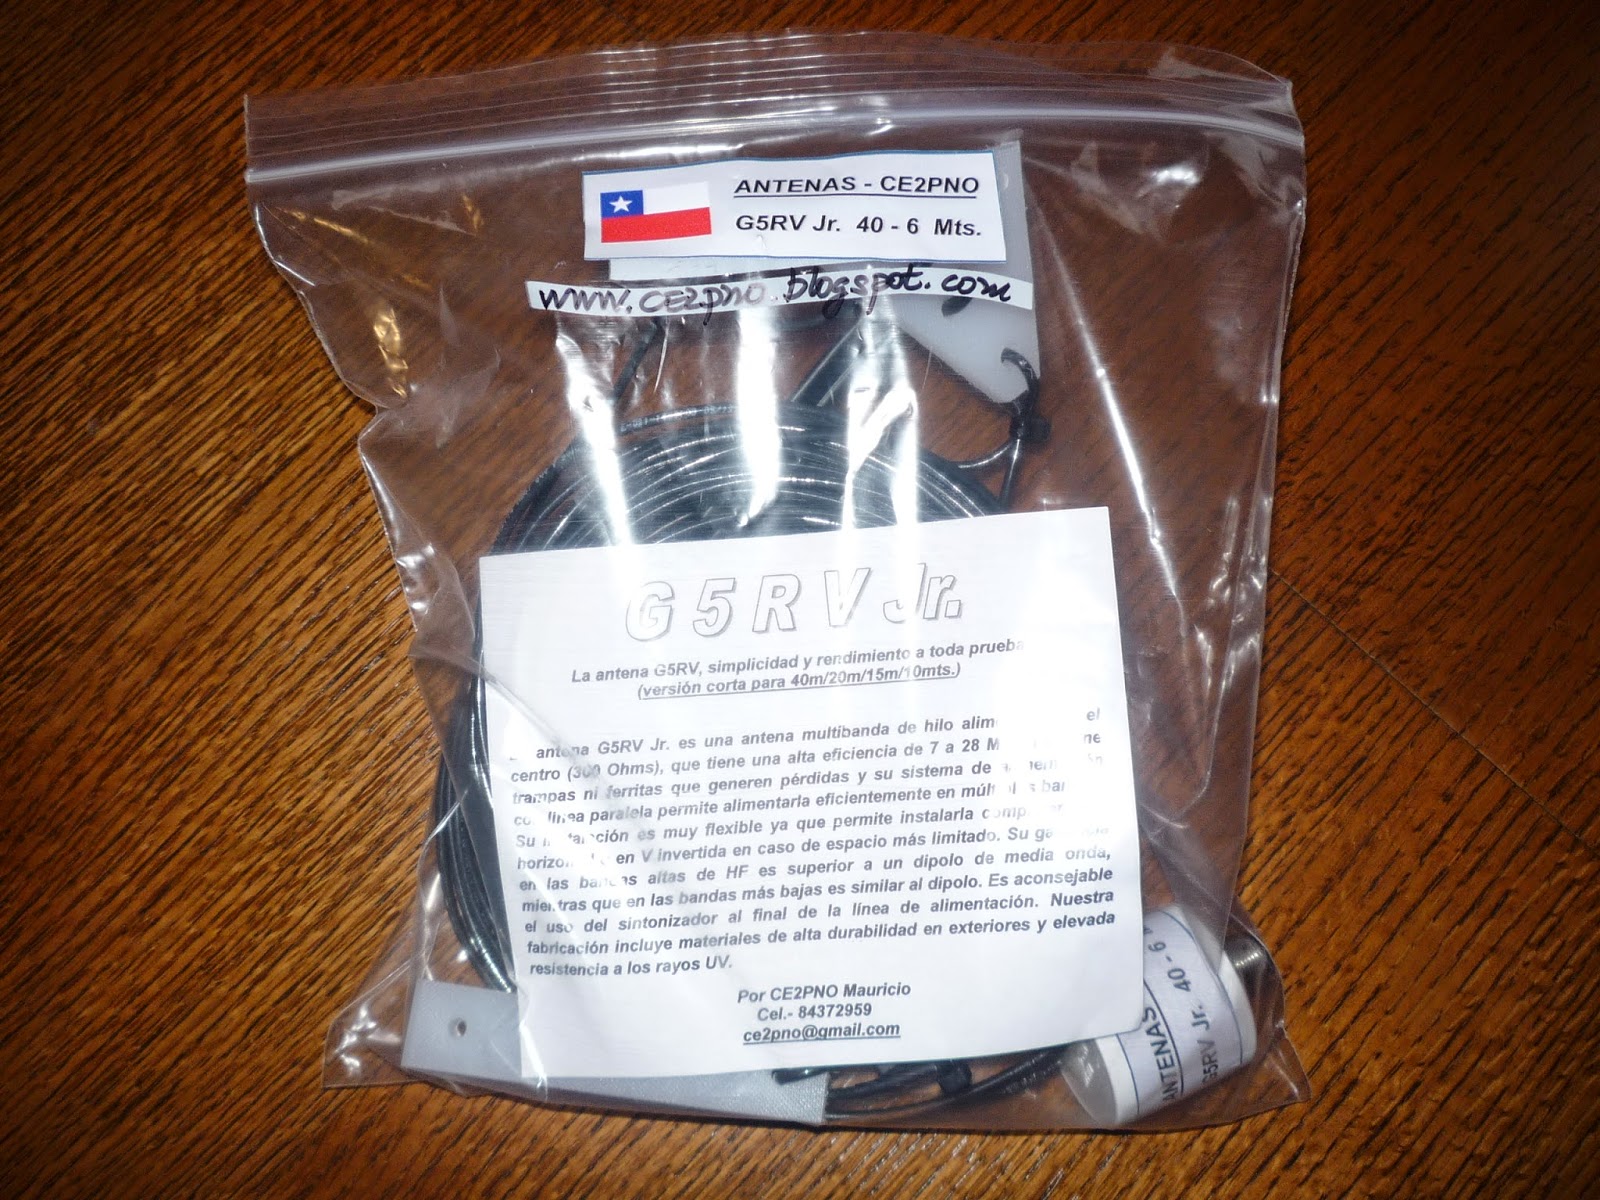 ANTENAS - CE2PNO
G5RV Jr. 40 - 6 Mts.
www.ce2pno.blogspot.com
G5RV Jr.
La antena G5RV, simplicidad y rendimiento a toda prueba
(versión corta para 40m/20m/15m/10mts.)
antena G5RV Jr. es una antena multibanda de hilo el
centro (300 Ohms), que tiene una alta eficiencia de 7 a 28
trampas ni ferritas que generen pérdidas y su sistema de
línea paralela permite alimentarla eficientemente en
Su instalación es muy flexible ya que permite instalarla
en V invertida en caso de espacio más limitado. Su
en las bandas altas de HF es superior a un dipolo de media onda,
mientras que en las bandas más bajas es similar al dipolo. Es aconsejable
el uso del sintonizador al final de la línea de alimentación. Nuestra
fabricación incluye materiales de alta durabilidad en exteriores y elevada
resistencia a los rayos UV.
Por CE2PNO Mauricio
Cel.- 84372959
ce2pno@gmail.com
ANTENAS
G5RV Jr. 40 - 6